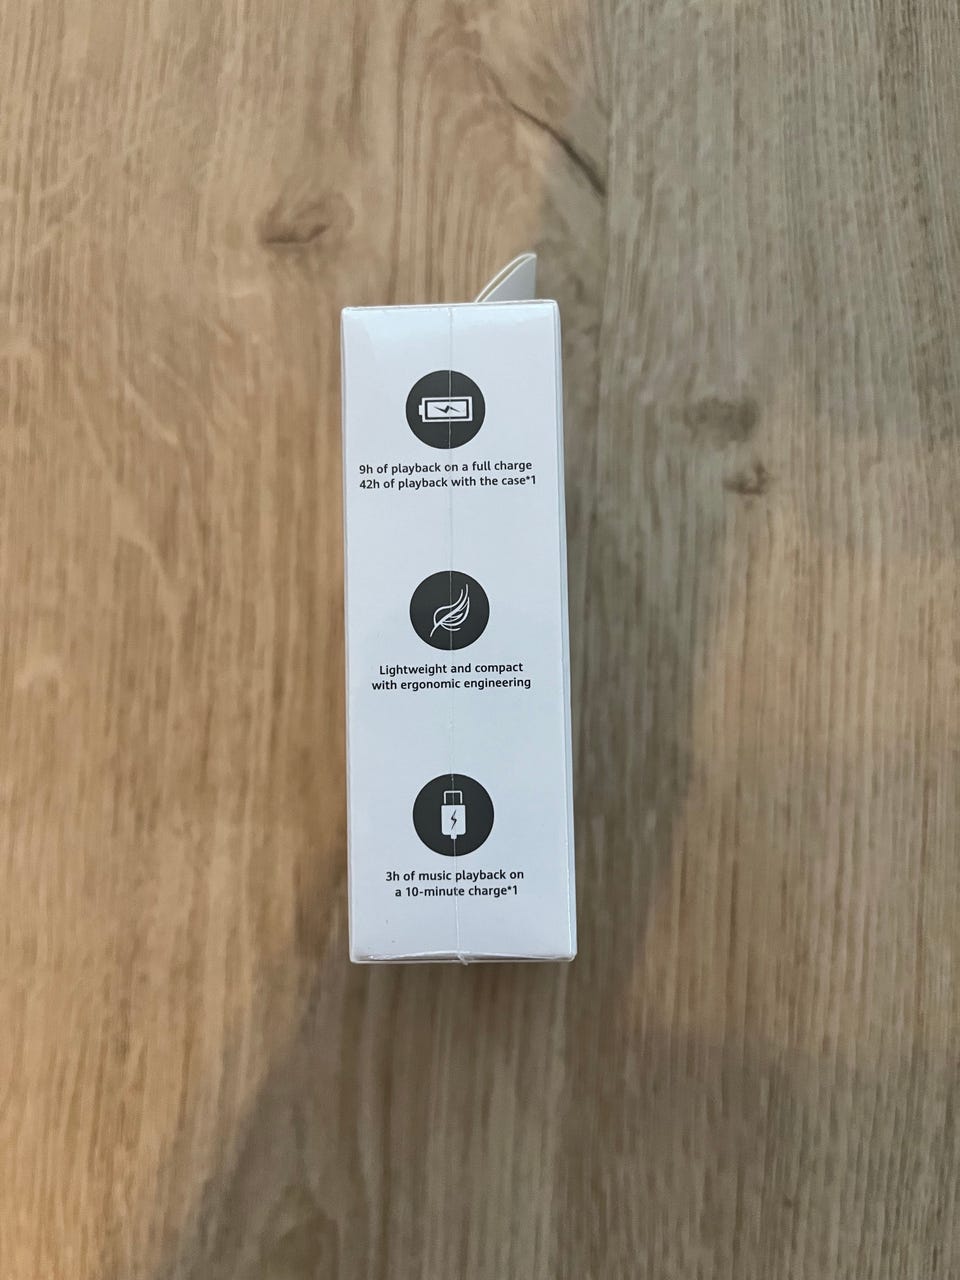 9h of playback on a full charge
42h of playback with the case*1
Lightweight and compact
with ergonomic engineering
3h of music playback on
a 10-minute charge*1